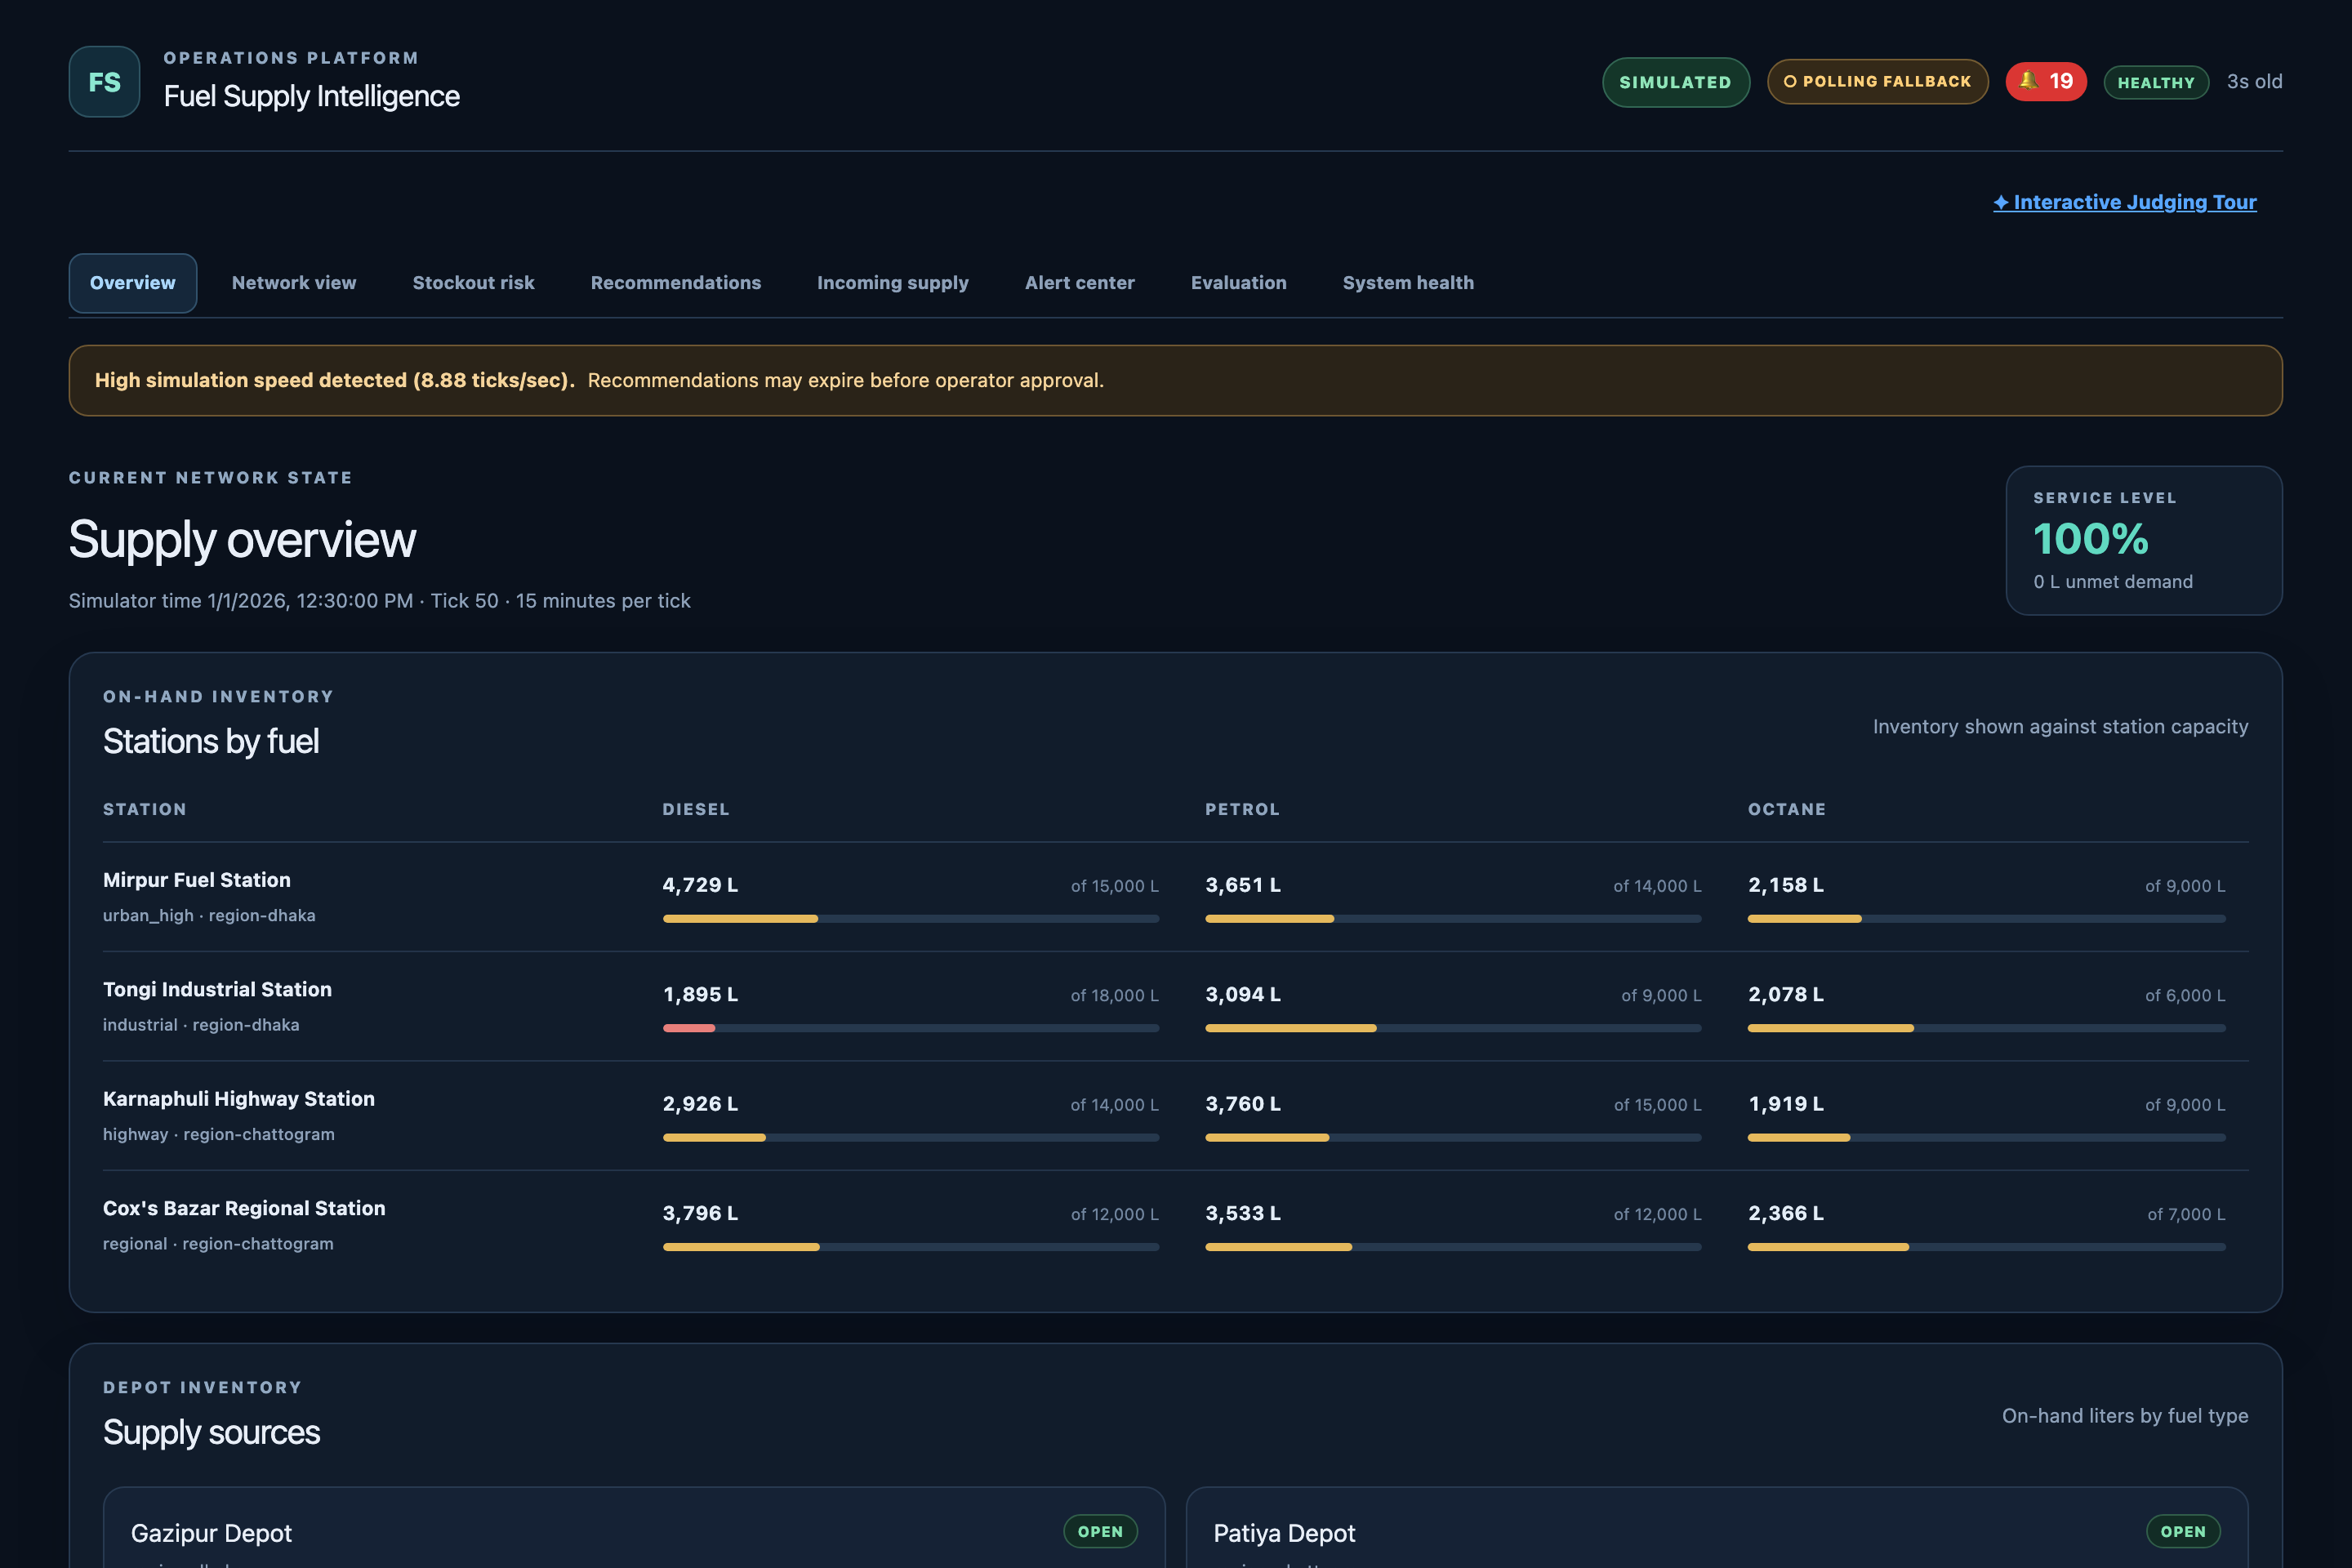 FS
OPERATIONS PLATFORM
Fuel Supply Intelligence
SIMULATED
POLLING FALLBACK
19
HEALTHY
3s old
✦ Interactive Judging Tour
Overview
Network view
Stockout risk
Recommendations
Incoming supply
Alert center
Evaluation
System health
High simulation speed detected (8.88 ticks/sec). Recommendations may expire before operator approval.
CURRENT NETWORK STATE
Supply overview
Simulator time 1/1/2026, 12:30:00 PM · Tick 50 · 15 minutes per tick
SERVICE LEVEL
100%
0 L unmet demand
ON-HAND INVENTORY
Stations by fuel
Inventory shown against station capacity
STATION DIESEL PETROL OCTANE
Mirpur Fuel Station
urban_high · region-dhaka
4,729 L of 15,000 L
3,651 L of 14,000 L
2,158 L of 9,000 L
Tongi Industrial Station
industrial · region-dhaka
1,895 L of 18,000 L
3,094 L of 9,000 L
2,078 L of 6,000 L
Karnaphuli Highway Station
highway · region-chattogram
2,926 L of 14,000 L
3,760 L of 15,000 L
1,919 L of 9,000 L
Cox's Bazar Regional Station
regional · region-chattogram
3,796 L of 12,000 L
3,533 L of 12,000 L
2,366 L of 7,000 L
DEPOT INVENTORY
Supply sources
On-hand liters by fuel type
Gazipur Depot
OPEN
Patiya Depot
OPEN